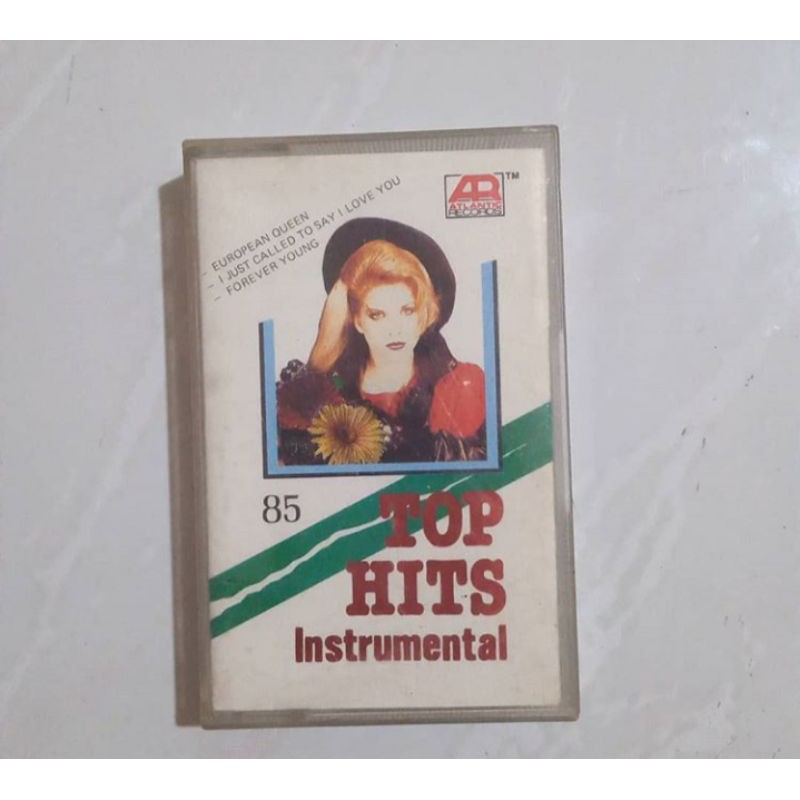 - EUROPEAN QUEEN
- I JUST CALLED TO SAY I LOVE YOU
- FOREVER YOUNG
AR TM
ATLANTIC
RECORDS
85
TOP
HITS
Instrumental